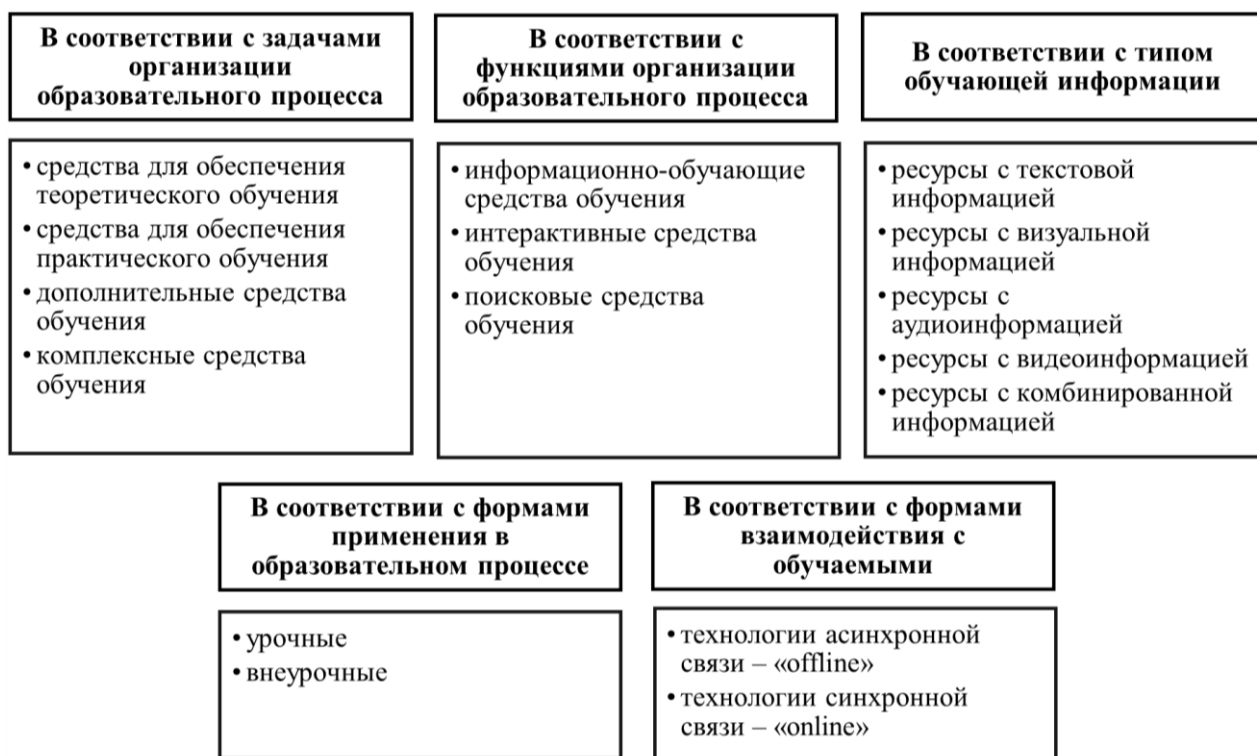 В соответствии с задачами
организации
образовательного процесса
• средства для обеспечения
теоретического обучения
• средства для обеспечения
практического обучения
• дополнительные средства
обучения
• комплексные средства
обучения
В соответствии с
функциями организации
образовательного процесса
• информационно-обучающие
средства обучения
• интерактивные средства
обучения
• поисковые средства
обучения
В соответствии с типом
обучающей информации
• ресурсы с текстовой
информацией
• ресурсы с визуальной
информацией
• ресурсы с
аудиоинформацией
• ресурсы с видеоинформацией
• ресурсы с комбинированной
информацией
В соответствии с формами
применения в
образовательном процессе
• урочные
• внеурочные
В соответствии с формами
взаимодействия с
обучаемыми
• технологии асинхронной
связи – «offline»
• технологии синхронной
связи – «online»